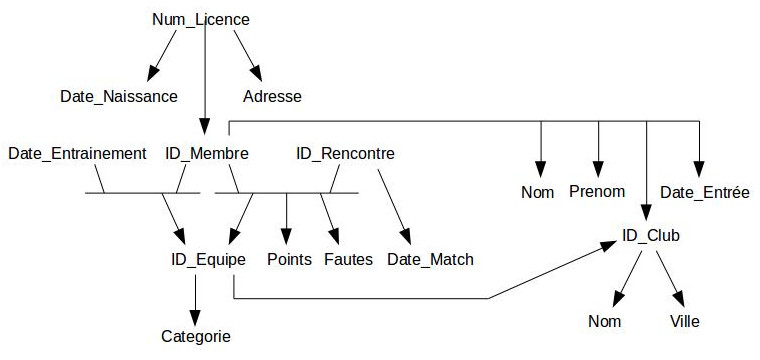 Num_Licence
Date_Naissance
Adresse
Date_Entrainement
ID_Membre
ID_Rencontre
Nom
Prenom
Date_Entrée
ID_Equipe
Points
Fautes
Date_Match
ID_Club
Categorie
Nom
Ville